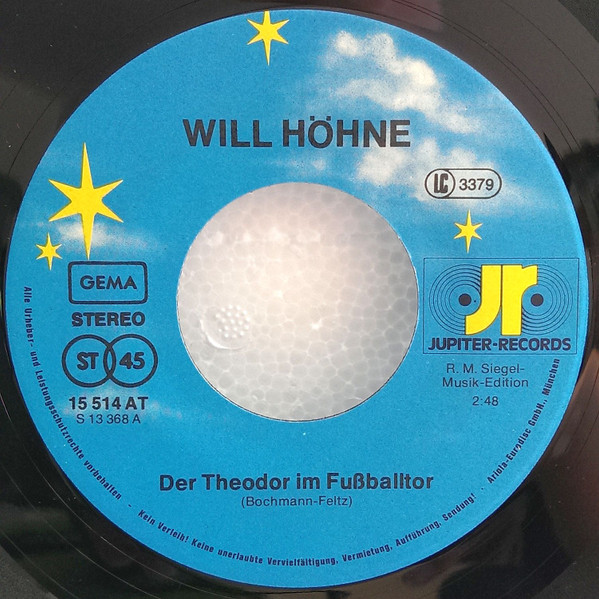 WILL HÖHNE
LC 3379
GEMA
STEREO
ST 45
15 514 AT
S 13 368 A
jr
JUPITER-RECORDS
R. M. Siegel-
Musik-Edition
2:48
Der Theodor im Fußballtor
(Bochmann-Feltz)
Alle Urheber- und Leistungsschutzrechte vorbehalten - Kein Verleih! Keine unerlaubte Vervielfältigung, Vermietung, Aufführung, Sendung! - Ariola-Eurodisc GmbH., München